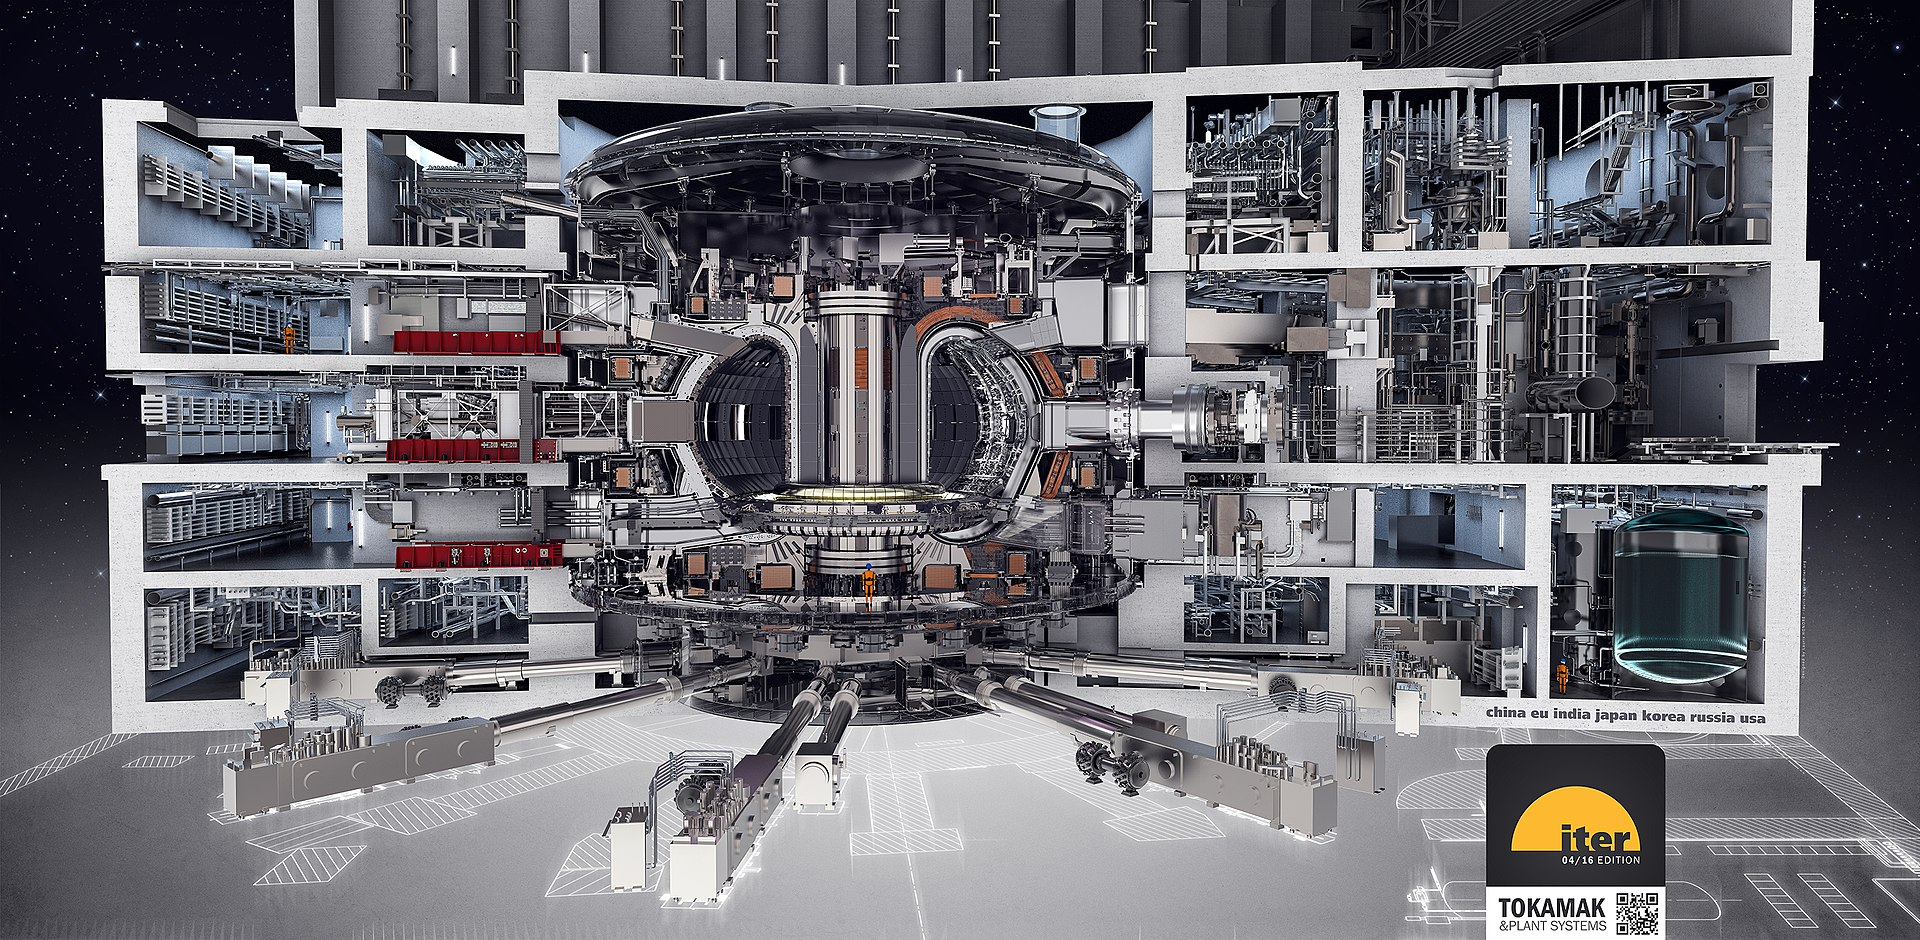 china eu india japan korea russia usa
iter
04/16 EDITION
TOKAMAK
&PLANT SYSTEMS